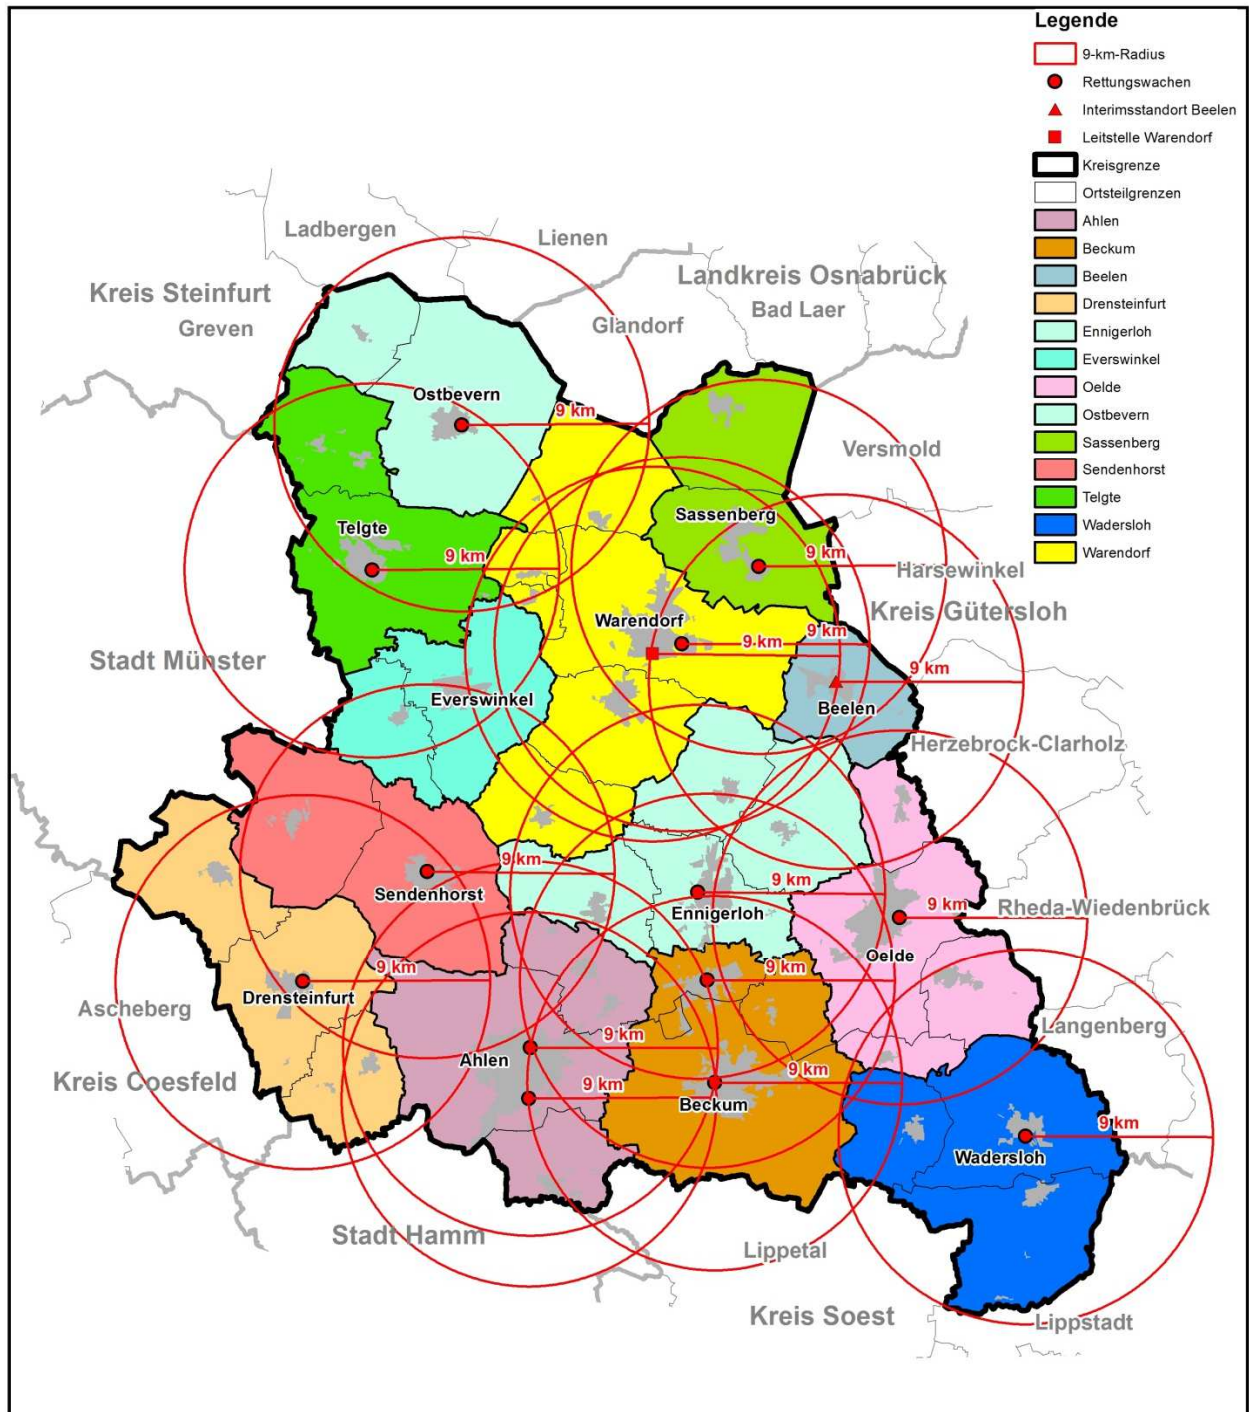 Legende
9-km-Radius
Rettungswachen
Interimsstandort Beelen
Leitstelle Warendorf
Kreisgrenze
Ortsteilgrenzen
Ahlen
Beckum
Beelen
Drensteinfurt
Ennigerloh
Everswinkel
Oelde
Ostbevern
Sassenberg
Sendenhorst
Telgte
Wadersloh
Warendorf
Ladbergen
Lienen
Landkreis Osnabrück
Kreis Steinfurt
Bad Laer
Greven
Glandorf
Ostbevern
9 km
Versmold
Sassenberg
Telgte
9 km
9 km
Harsewinkel
Kreis Gütersloh
Warendorf
9 km
9 km
Stadt Münster
9 km
Everswinkel
Beelen
Herzebrock-Clarholz
9 km
Sendenhorst
9 km
Ennigerloh
9 km
Rheda-Wiedenbrück
Oelde
9 km
9 km
Drensteinfurt
Ascheberg
Langenberg
9 km
Ahlen
Kreis Coesfeld
9 km
9 km
Beckum
9 km
Wadersloh
Stadt Hamm
Lippetal
Kreis Soest
Lippstadt